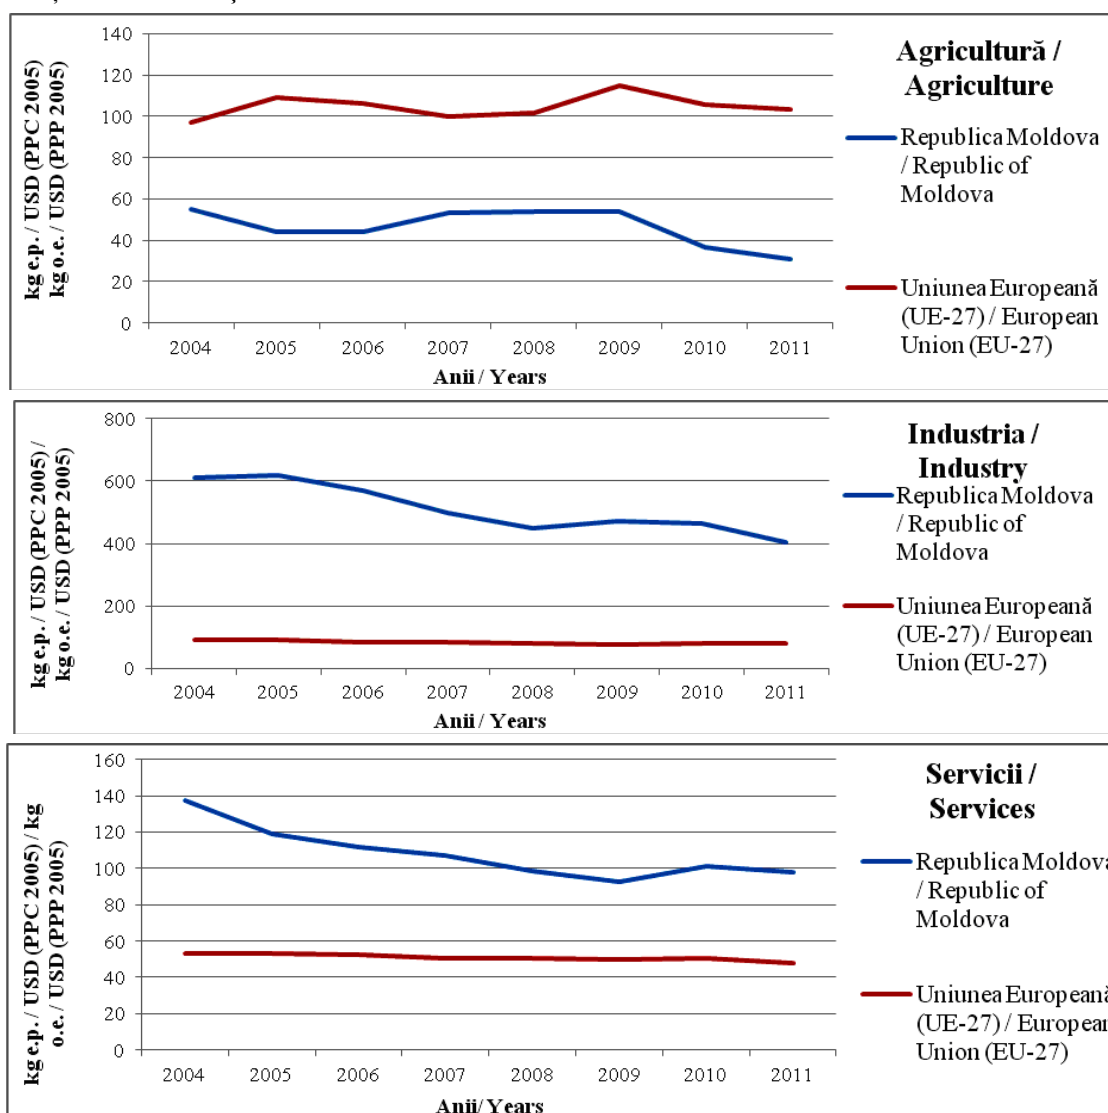 140
120
100
80
60
40
20
0
kg e.p. / USD (PPC 2005)
kg o.e. / USD (PPP 2005)
2004 2005 2006 2007 2008 2009 2010 2011
Anii / Years
Agricultură /
Agriculture
Republica Moldova
/ Republic of
Moldova
Uniunea Europeană
(UE-27) / European
Union (EU-27)
800
600
400
200
0
kg e.p. / USD (PPC 2005) /
kg o.e. / USD (PPP 2005)
2004 2005 2006 2007 2008 2009 2010 2011
Anii / Years
Industria /
Industry
Republica Moldova
/ Republic of
Moldova
Uniunea Europeană
(UE-27) / European
Union (EU-27)
160
140
120
100
80
60
40
20
0
kg e.p. / USD (PPC 2005) / kg
o.e. / USD (PPP 2005)
2004 2005 2006 2007 2008 2009 2010 2011
Anii/ Years
Servicii /
Services
Republica Moldova
/ Republic of
Moldova
Uniunea Europeană
(UE-27) / European
Union (EU-27)